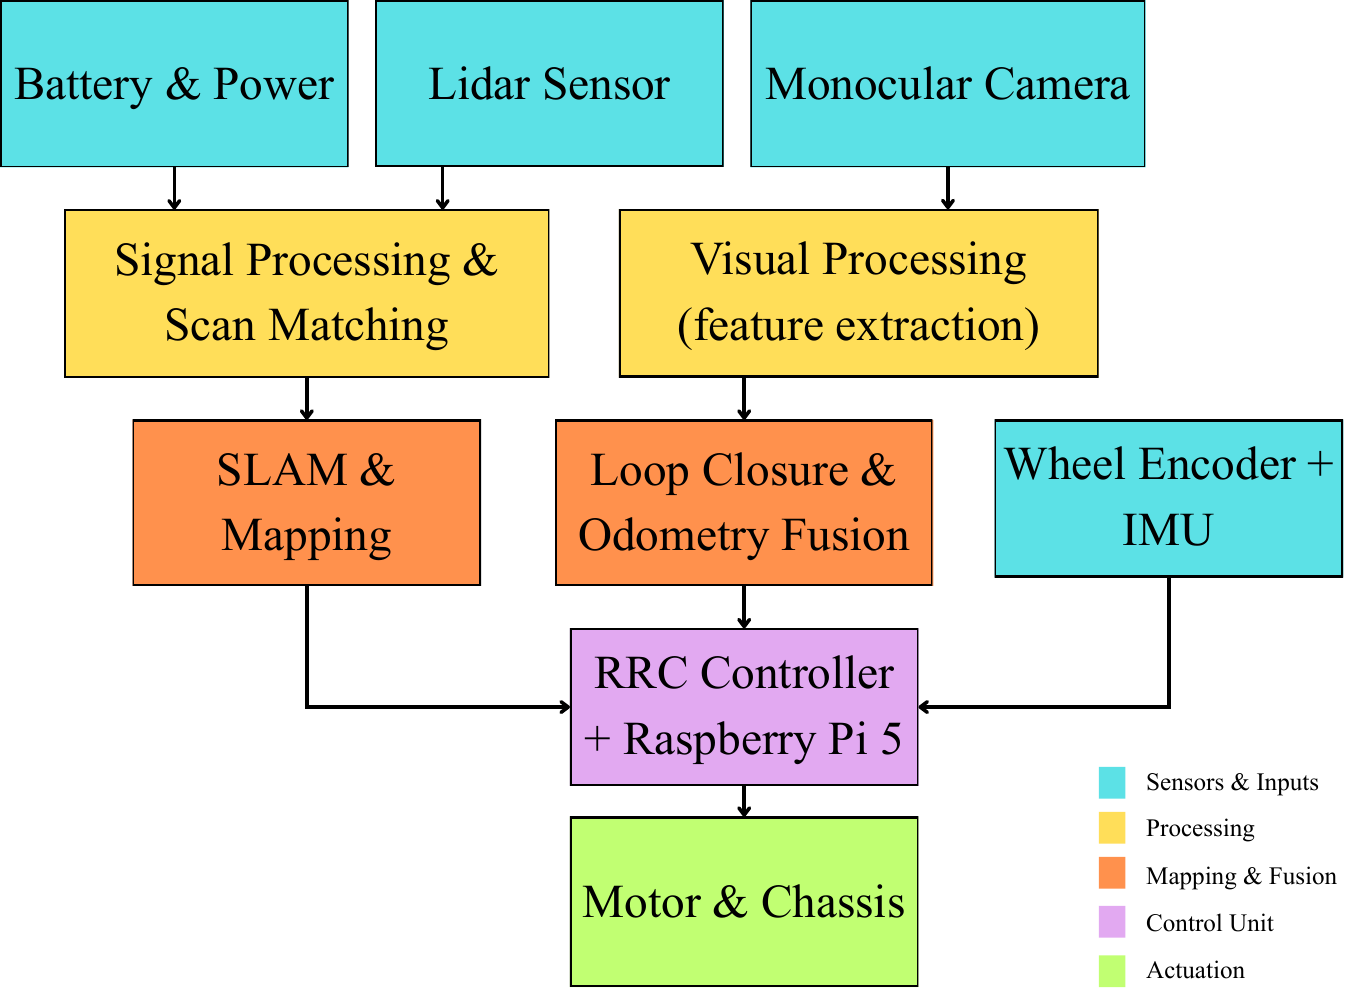 Battery & Power
Lidar Sensor
Monocular Camera
Signal Processing &
Scan Matching
Visual Processing
(feature extraction)
SLAM &
Mapping
Loop Closure &
Odometry Fusion
Wheel Encoder +
IMU
RRC Controller
+ Raspberry Pi 5
Motor & Chassis
Sensors & Inputs
Processing
Mapping & Fusion
Control Unit
Actuation